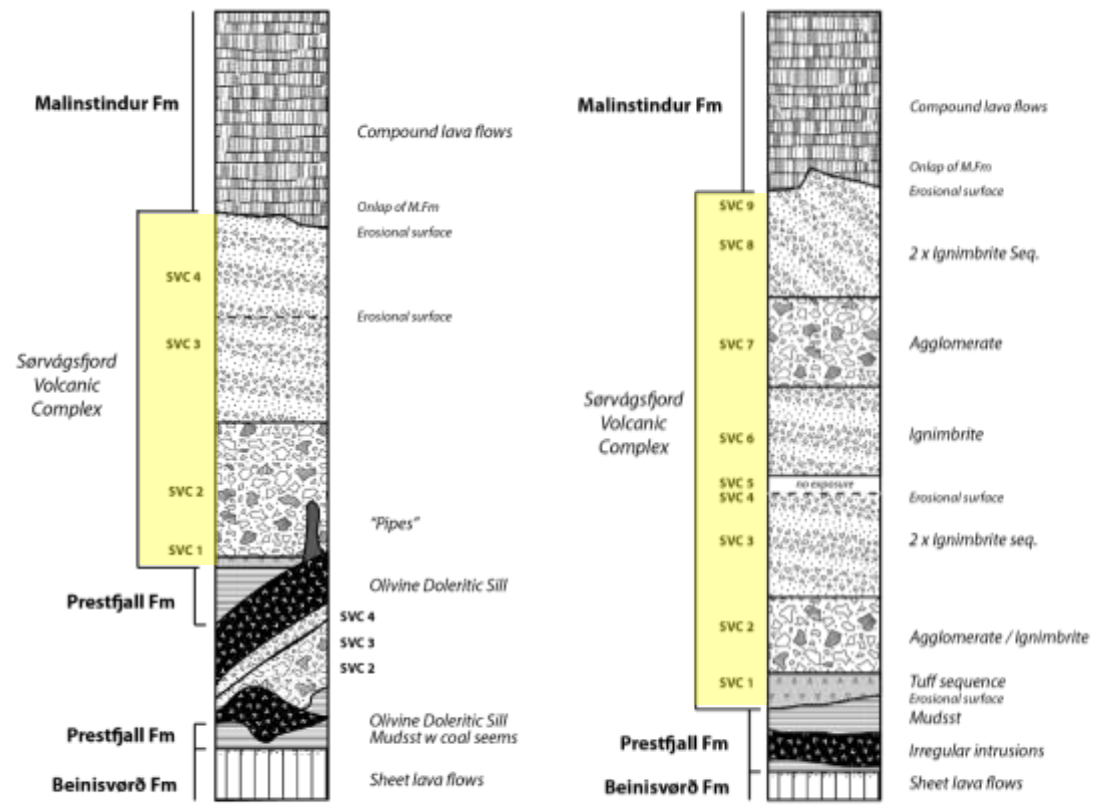 Malinstindur Fm
Compound lava flows
Onlap of M.Fm
Erosional surface
SVC 4
Erosional surface
SVC 3
Sørvágsfjord
Volcanic
Complex
SVC 2
"Pipes"
SVC 1
Olivine Doleritic Sill
Prestfjall Fm
SVC 4
SVC 3
SVC 2
Olivine Doleritic Sill
Prestfjall Fm
Mudsst w coal seems
Beinisvørð Fm
Sheet lava flows
Malinstindur Fm
Compound lava flows
Onlap of M.Fm
Erosional surface
SVC 9
SVC 8
2 x Ignimbrite Seq.
SVC 7
Agglomerate
Sørvágsfjord
Volcanic
Complex
SVC 6
Ignimbrite
SVC 5
no exposure
SVC 4
Erosional surface
SVC 3
2 x Ignimbrite seq.
SVC 2
Agglomerate / Ignimbrite
SVC 1
Tuff sequence
Erosional surface
Mudsst
Prestfjall Fm
Irregular intrusions
Beinisvørð Fm
Sheet lava flows